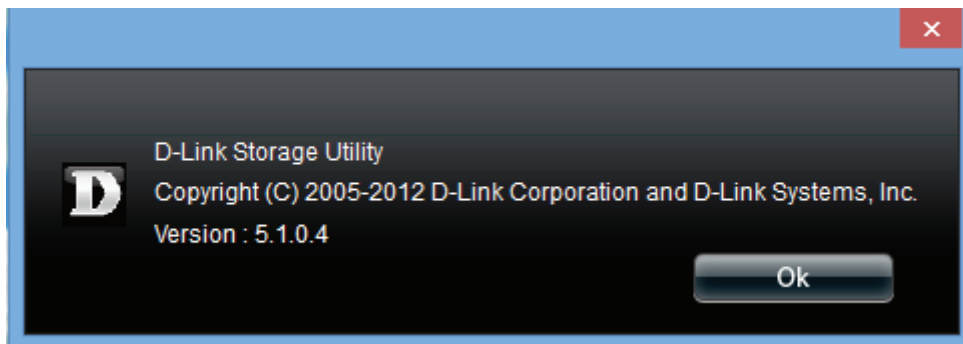 D-Link Storage Utility
Copyright (C) 2005-2012 D-Link Corporation and D-Link Systems, Inc.
Version : 5.1.0.4
Ok